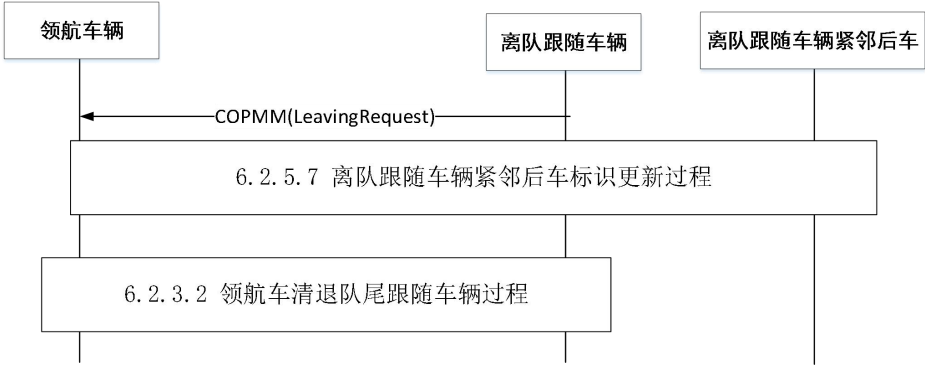 领航车辆
离队跟随车辆
离队跟随车辆紧邻后车
COPMM(LeavingRequest)
6.2.5.7 离队跟随车辆紧邻后车标识更新过程
6.2.3.2 领航车清退队尾跟随车辆过程